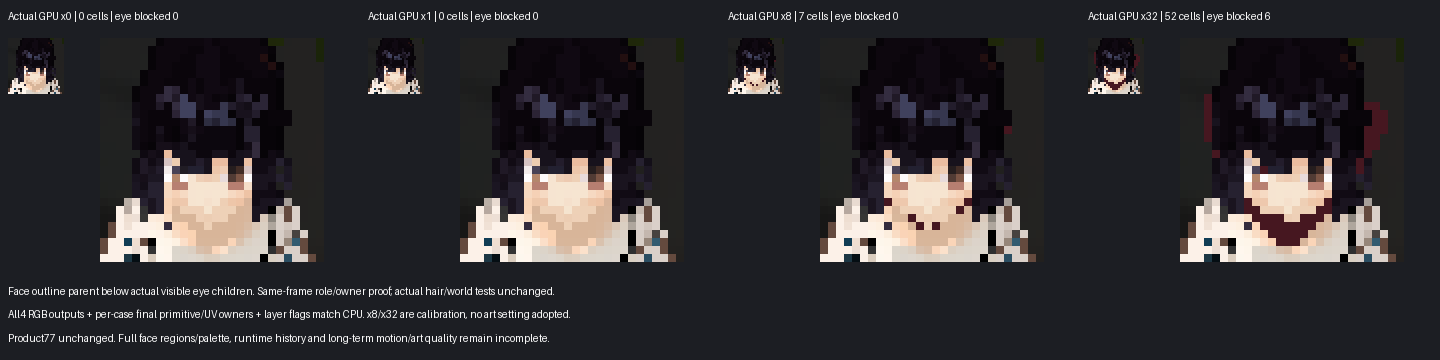 Actual GPU x0 | 0 cells | eye blocked 0
Actual GPU x1 | 0 cells | eye blocked 0
Actual GPU x8 | 7 cells | eye blocked 0
Actual GPU x32 | 52 cells | eye blocked 6
Face outline parent below actual visible eye children. Same-frame role/owner proof; actual hair/world tests unchanged.
All4 RGB outputs + per-case final primitive/UV owners + layer flags match CPU. x8/x32 are calibration, no art setting adopted.
Product77 unchanged. Full face regions/palette, runtime history and long-term motion/art quality remain incomplete.